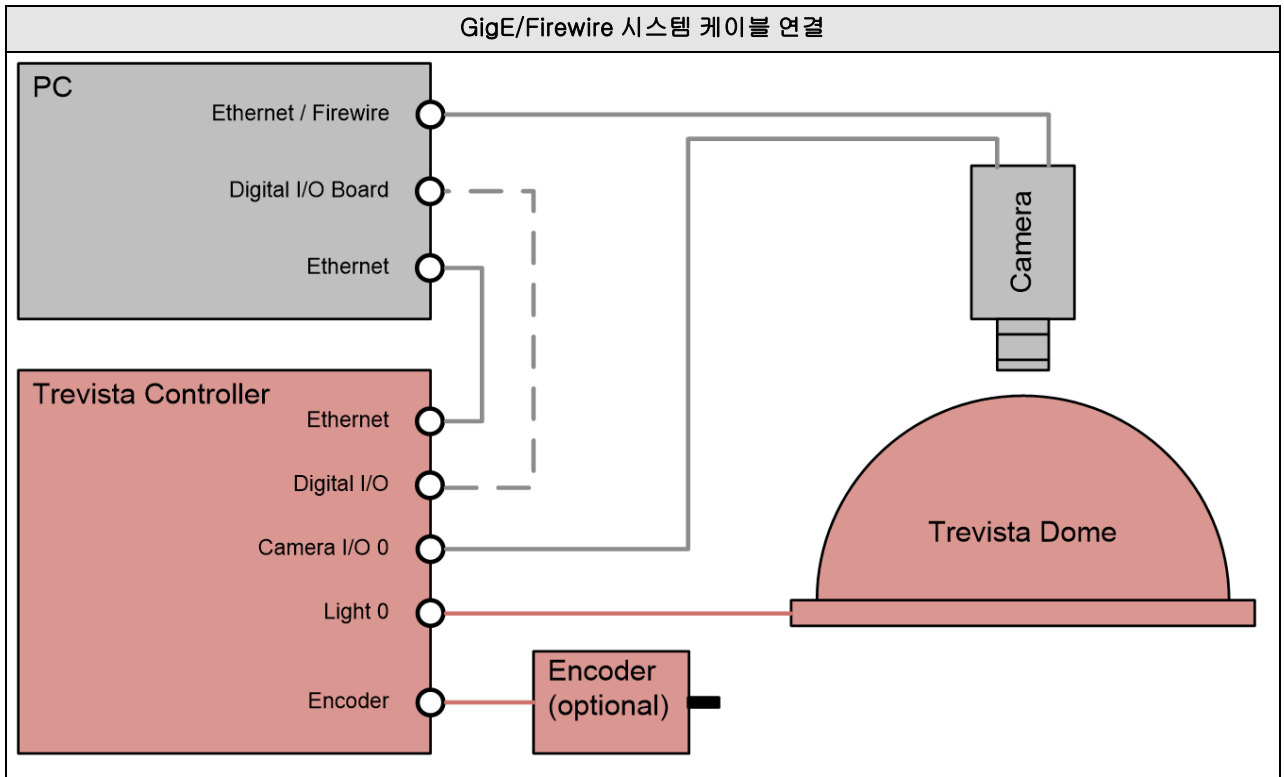 GigE/Firewire 시스템 케이블 연결
PC
Ethernet / Firewire
Digital I/O Board
Ethernet
Camera
Trevista Controller
Ethernet
Digital I/O
Camera I/O 0
Light 0
Encoder
Trevista Dome
Encoder
(optional)